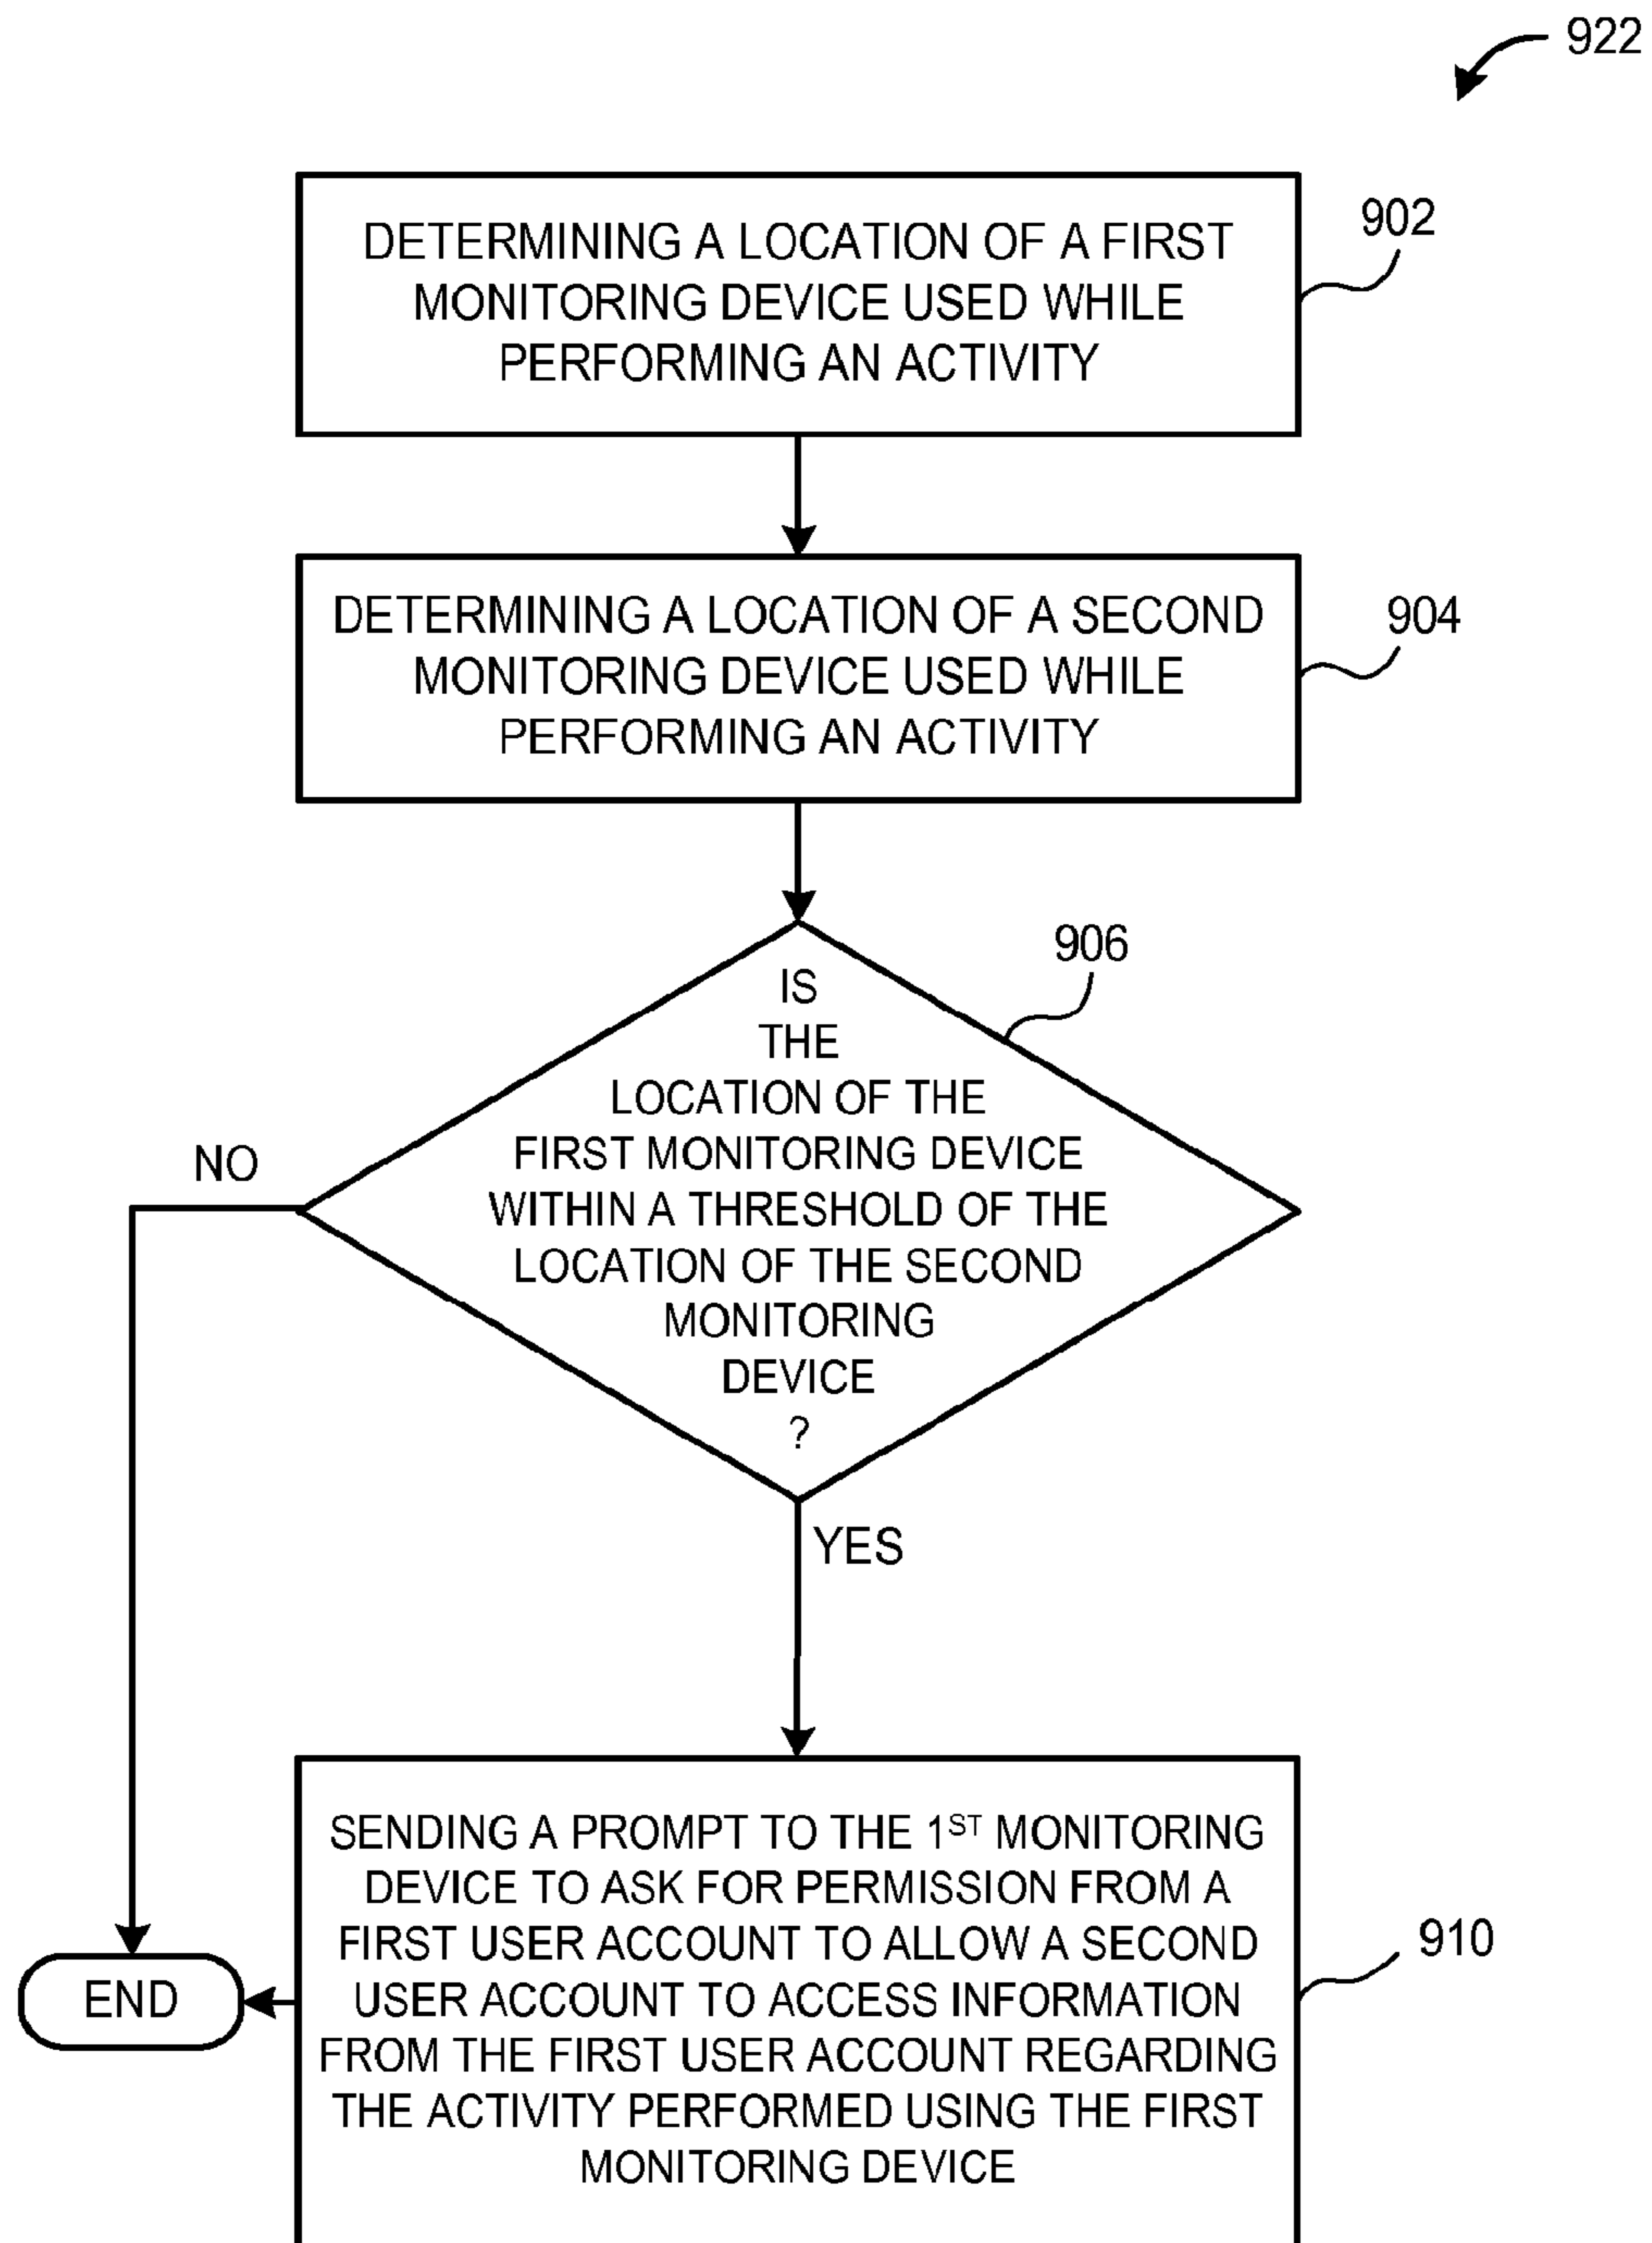 922
DETERMINING A LOCATION OF A FIRST
MONITORING DEVICE USED WHILE
PERFORMING AN ACTIVITY
902
DETERMINING A LOCATION OF A SECOND
MONITORING DEVICE USED WHILE
PERFORMING AN ACTIVITY
904
906
IS
THE
LOCATION OF THE
FIRST MONITORING DEVICE
WITHIN A THRESHOLD OF THE
LOCATION OF THE SECOND
MONITORING
DEVICE
?
NO
YES
SENDING A PROMPT TO THE 1ST MONITORING
DEVICE TO ASK FOR PERMISSION FROM A
FIRST USER ACCOUNT TO ALLOW A SECOND
USER ACCOUNT TO ACCESS INFORMATION
FROM THE FIRST USER ACCOUNT REGARDING
THE ACTIVITY PERFORMED USING THE FIRST
MONITORING DEVICE
910
END